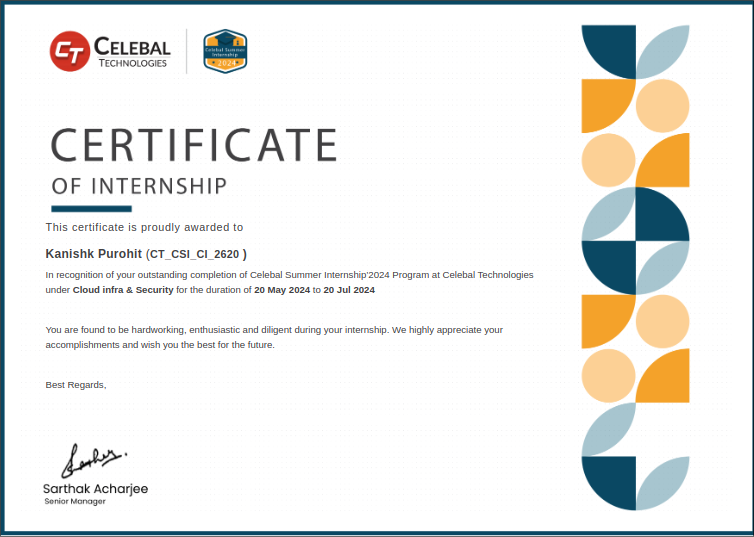 CT CELEBAL
TECHNOLOGIES
Celebal Summer
Internship
2024
CERTIFICATE
OF INTERNSHIP
This certificate is proudly awarded to
Kanishk Purohit (CT_CSI_CI_2620 )
In recognition of your outstanding completion of Celebal Summer Internship'2024 Program at Celebal Technologies
under Cloud infra & Security for the duration of 20 May 2024 to 20 Jul 2024
You are found to be hardworking, enthusiastic and diligent during your internship. We highly appreciate your
accomplishments and wish you the best for the future.
Best Regards,
Sarthak Acharjee
Senior Manager